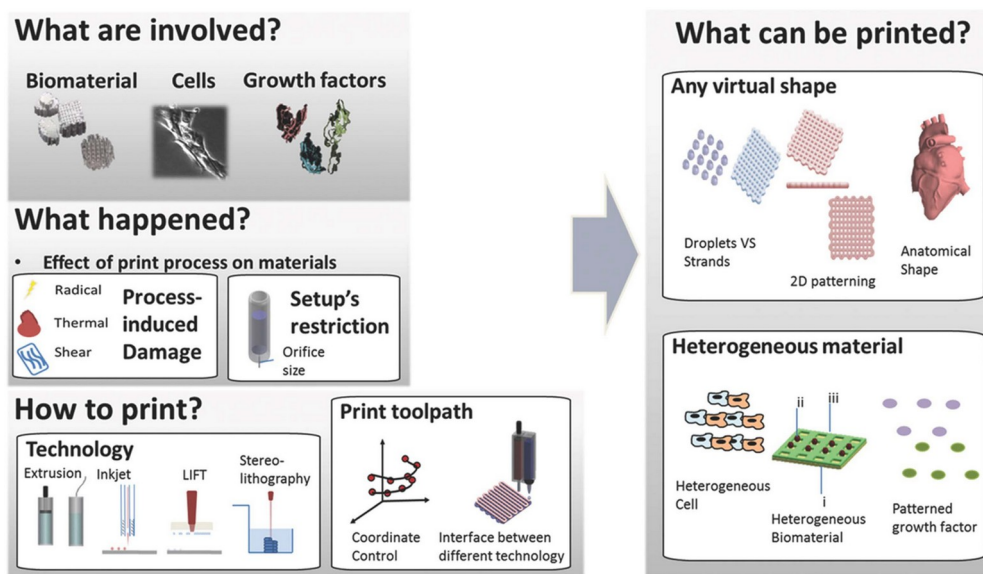 What are involved?
Biomaterial
Cells
Growth factors
What happened?
• Effect of print process on materials
Radical
Thermal
Shear
Process-
induced
Damage
Setup's
restriction
Orifice
size
How to print?
Technology
Extrusion
Inkjet
LIFT
Stereo-
lithography
Print toolpath
Coordinate
Control
Interface between
different technology
What can be printed?
Any virtual shape
Droplets VS
Strands
2D patterning
Anatomical
Shape
Heterogeneous material
Heterogeneous
Cell
ii
iii
i
Heterogeneous
Biomaterial
Patterned
growth factor